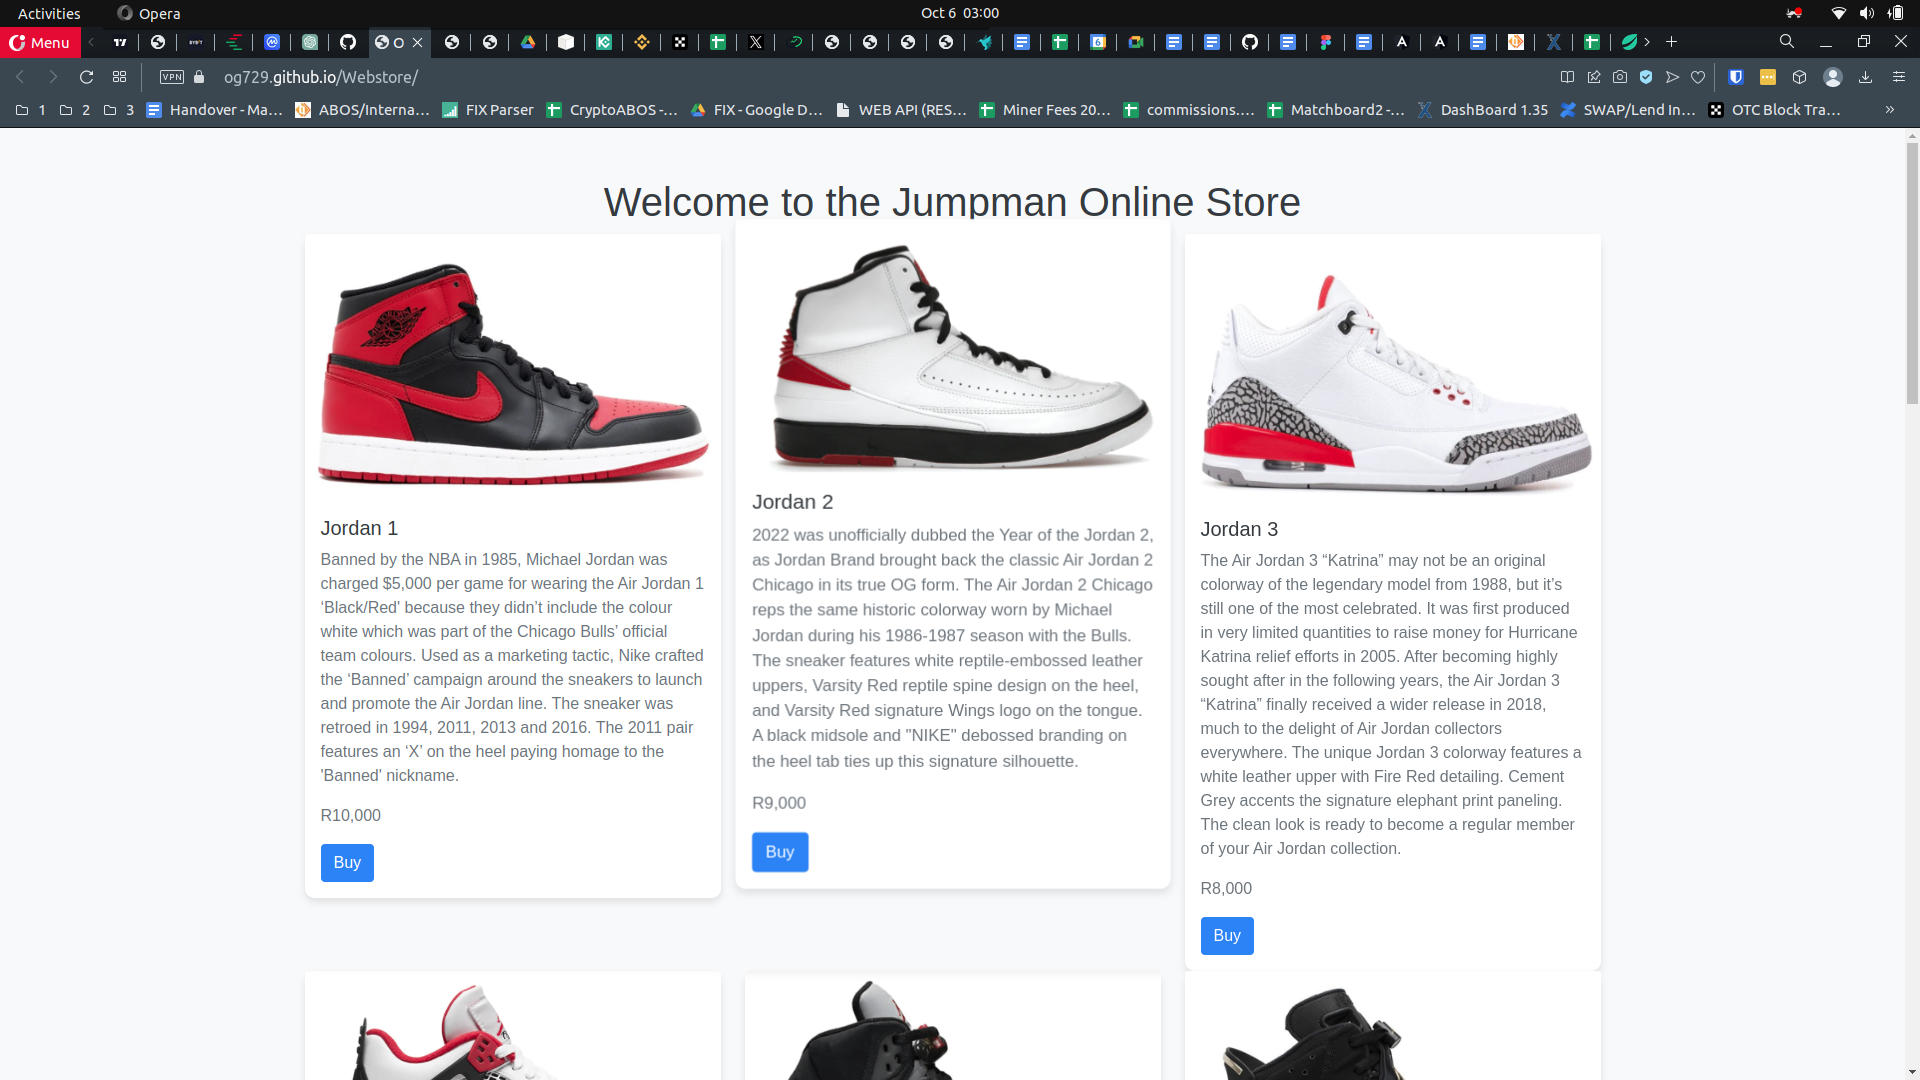 Activities
Opera
Oct 6 03:00
Menu
O
VPN
og729.github.io/Webstore/
1
2
3
Handover - Ma...
ABOS/Interna...
FIX Parser
CryptoABOS -...
FIX - Google D...
WEB API (RES...
Miner Fees 20...
commissions....
Matchboard2 -...
DashBoard 1.35
SWAP/Lend In...
OTC Block Tra...
Welcome to the Jumpman Online Store
Jordan 1
Banned by the NBA in 1985, Michael Jordan was
charged $5,000 per game for wearing the Air Jordan 1
‘Black/Red' because they didn’t include the colour
white which was part of the Chicago Bulls’ official
team colours. Used as a marketing tactic, Nike crafted
the ‘Banned’ campaign around the sneakers to launch
and promote the Air Jordan line. The sneaker was
retroed in 1994, 2011, 2013 and 2016. The 2011 pair
features an ‘X’ on the heel paying homage to the
'Banned' nickname.
R10,000
Buy
Jordan 2
2022 was unofficially dubbed the Year of the Jordan 2,
as Jordan Brand brought back the classic Air Jordan 2
Chicago in its true OG form. The Air Jordan 2 Chicago
reps the same historic colorway worn by Michael
Jordan during his 1986-1987 season with the Bulls.
The sneaker features white reptile-embossed leather
uppers, Varsity Red reptile spine design on the heel,
and Varsity Red signature Wings logo on the tongue.
A black midsole and "NIKE" debossed branding on
the heel tab ties up this signature silhouette.
R9,000
Buy
Jordan 3
The Air Jordan 3 “Katrina” may not be an original
colorway of the legendary model from 1988, but it’s
still one of the most celebrated. It was first produced
in very limited quantities to raise money for Hurricane
Katrina relief efforts in 2005. After becoming highly
sought after in the following years, the Air Jordan 3
“Katrina” finally received a wider release in 2018,
much to the delight of Air Jordan collectors
everywhere. The unique Jordan 3 colorway features a
white leather upper with Fire Red detailing. Cement
Grey accents the signature elephant print paneling.
The clean look is ready to become a regular member
of your Air Jordan collection.
R8,000
Buy